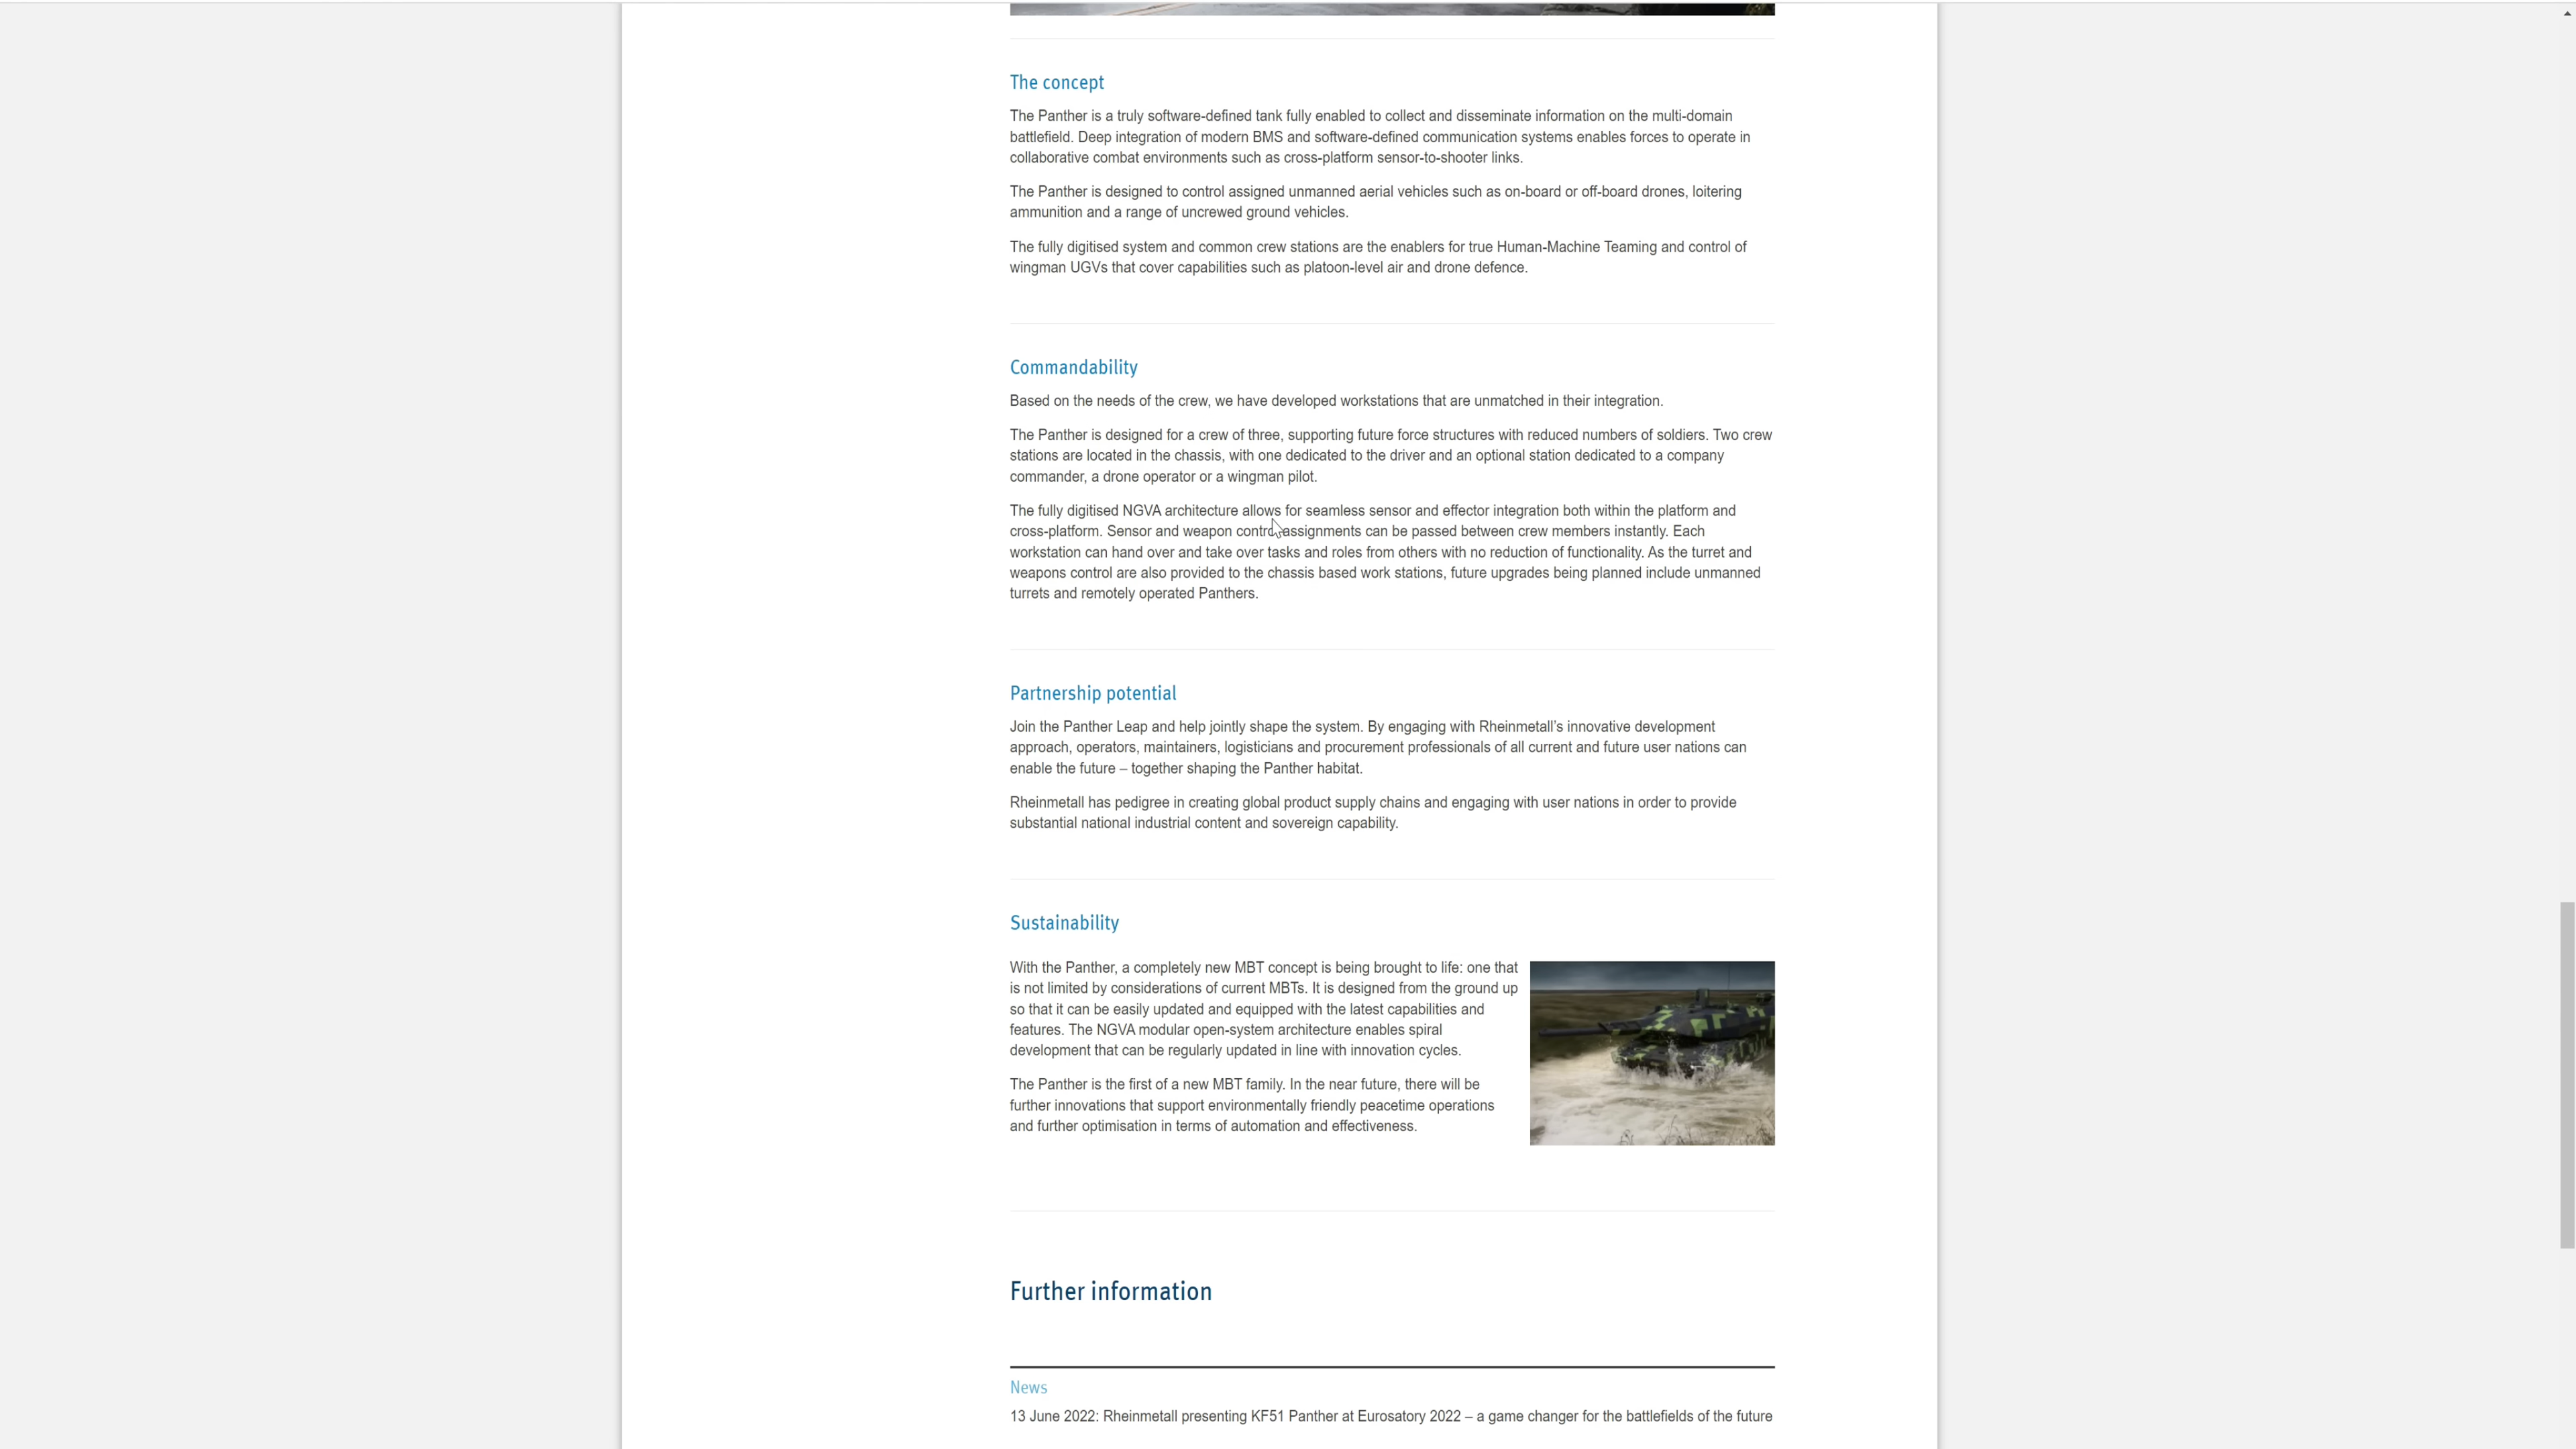 The concept
The Panther is a truly software-defined tank fully enabled to collect and disseminate information on the multi-domain
battlefield. Deep integration of modern BMS and software-defined communication systems enables forces to operate in
collaborative combat environments such as cross-platform sensor-to-shooter links.
The Panther is designed to control assigned unmanned aerial vehicles such as on-board or off-board drones, loitering
ammunition and a range of uncrewed ground vehicles.
The fully digitised system and common crew stations are the enablers for true Human-Machine Teaming and control of
wingman UGVs that cover capabilities such as platoon-level air and drone defence.
Commandability
Based on the needs of the crew, we have developed workstations that are unmatched in their integration.
The Panther is designed for a crew of three, supporting future force structures with reduced numbers of soldiers. Two crew
stations are located in the chassis, with one dedicated to the driver and an optional station dedicated to a company
commander, a drone operator or a wingman pilot.
The fully digitised NGVA architecture allows for seamless sensor and effector integration both within the platform and
cross-platform. Sensor and weapon control assignments can be passed between crew members instantly. Each
workstation can hand over and take over tasks and roles from others with no reduction of functionality. As the turret and
weapons control are also provided to the chassis based work stations, future upgrades being planned include unmanned
turrets and remotely operated Panthers.
Partnership potential
Join the Panther Leap and help jointly shape the system. By engaging with Rheinmetall's innovative development
approach, operators, maintainers, logisticians and procurement professionals of all current and future user nations can
enable the future – together shaping the Panther habitat.
Rheinmetall has pedigree in creating global product supply chains and engaging with user nations in order to provide
substantial national industrial content and sovereign capability.
Sustainability
With the Panther, a completely new MBT concept is being brought to life: one that
is not limited by considerations of current MBTs. It is designed from the ground up
so that it can be easily updated and equipped with the latest capabilities and
features. The NGVA modular open-system architecture enables spiral
development that can be regularly updated in line with innovation cycles.
The Panther is the first of a new MBT family. In the near future, there will be
further innovations that support environmentally friendly peacetime operations
and further optimisation in terms of automation and effectiveness.
Further information
News
13 June 2022: Rheinmetall presenting KF51 Panther at Eurosatory 2022 – a game changer for the battlefields of the future